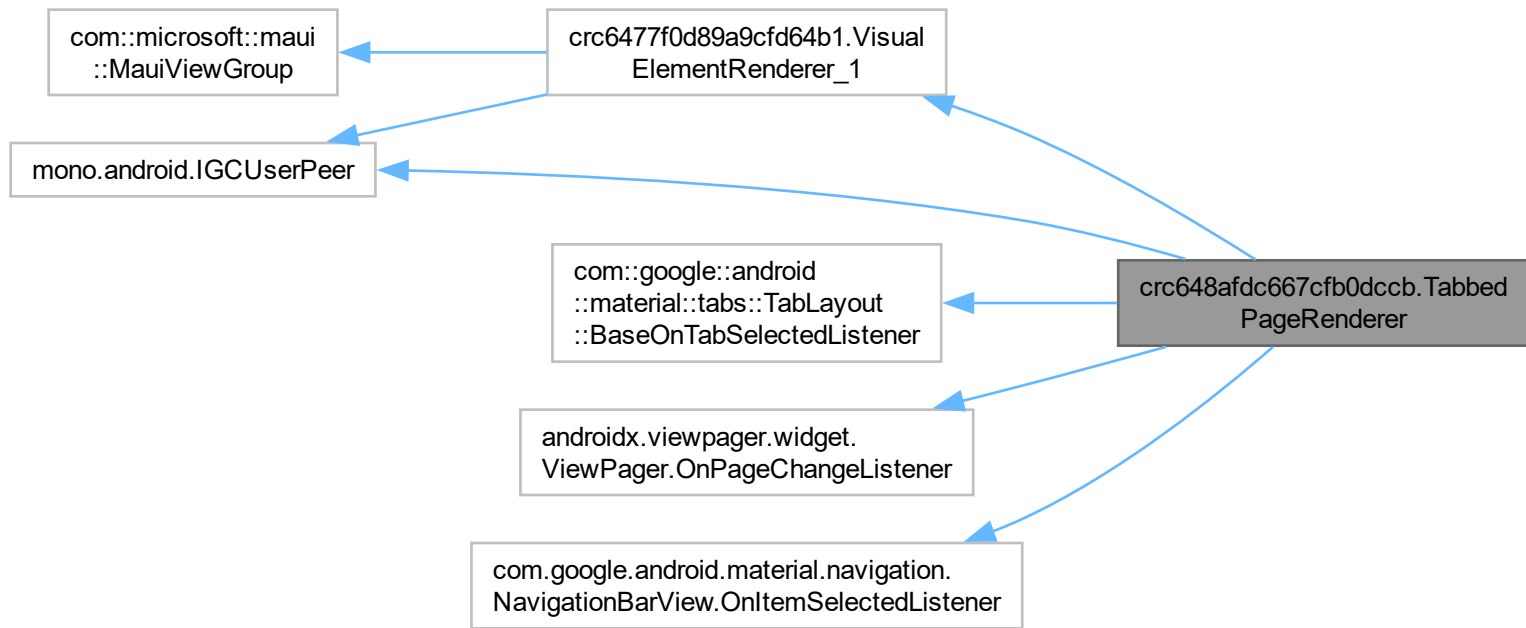 com::microsoft::maui
::MauiViewGroup
crc6477f0d89a9cfd64b1.Visual
ElementRenderer_1
mono.android.IGCUserPeer
com::google::android
::material::tabs::TabLayout
::BaseOnTabSelectedListener
crc648afdc667cfb0dccb.Tabbed
PageRenderer
androidx.viewpager.widget.
ViewPager.OnPageChangeListener
com.google.android.material.navigation.
NavigationBarView.OnItemSelectedListener